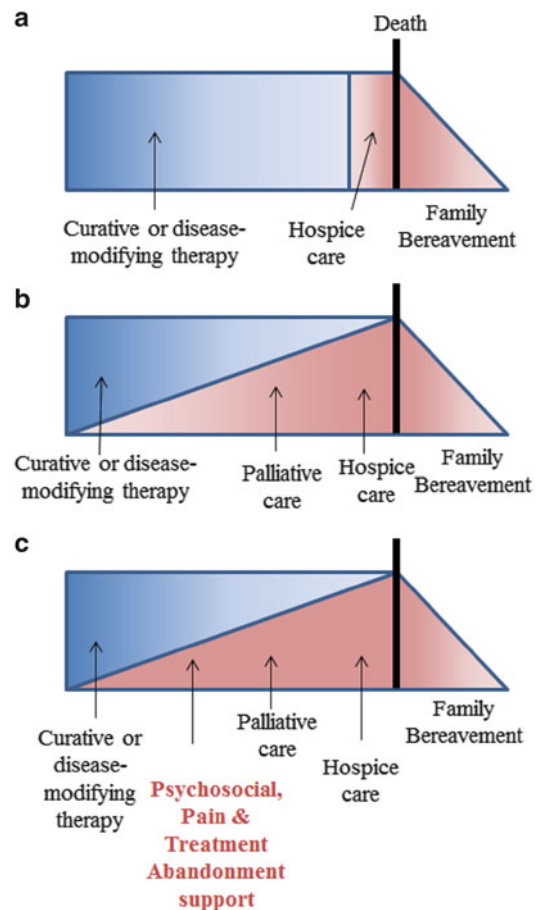 a
Death
Curative or disease-
modifying therapy
Hospice
care
Family
Bereavement
b
Curative or disease-
modifying therapy
Palliative
care
Hospice
care
Family
Bereavement
c
Curative or
disease-
modifying
therapy
Psychosocial,
Pain &
Treatment
Abandonment
support
Palliative
care
Hospice
care
Family
Bereavement